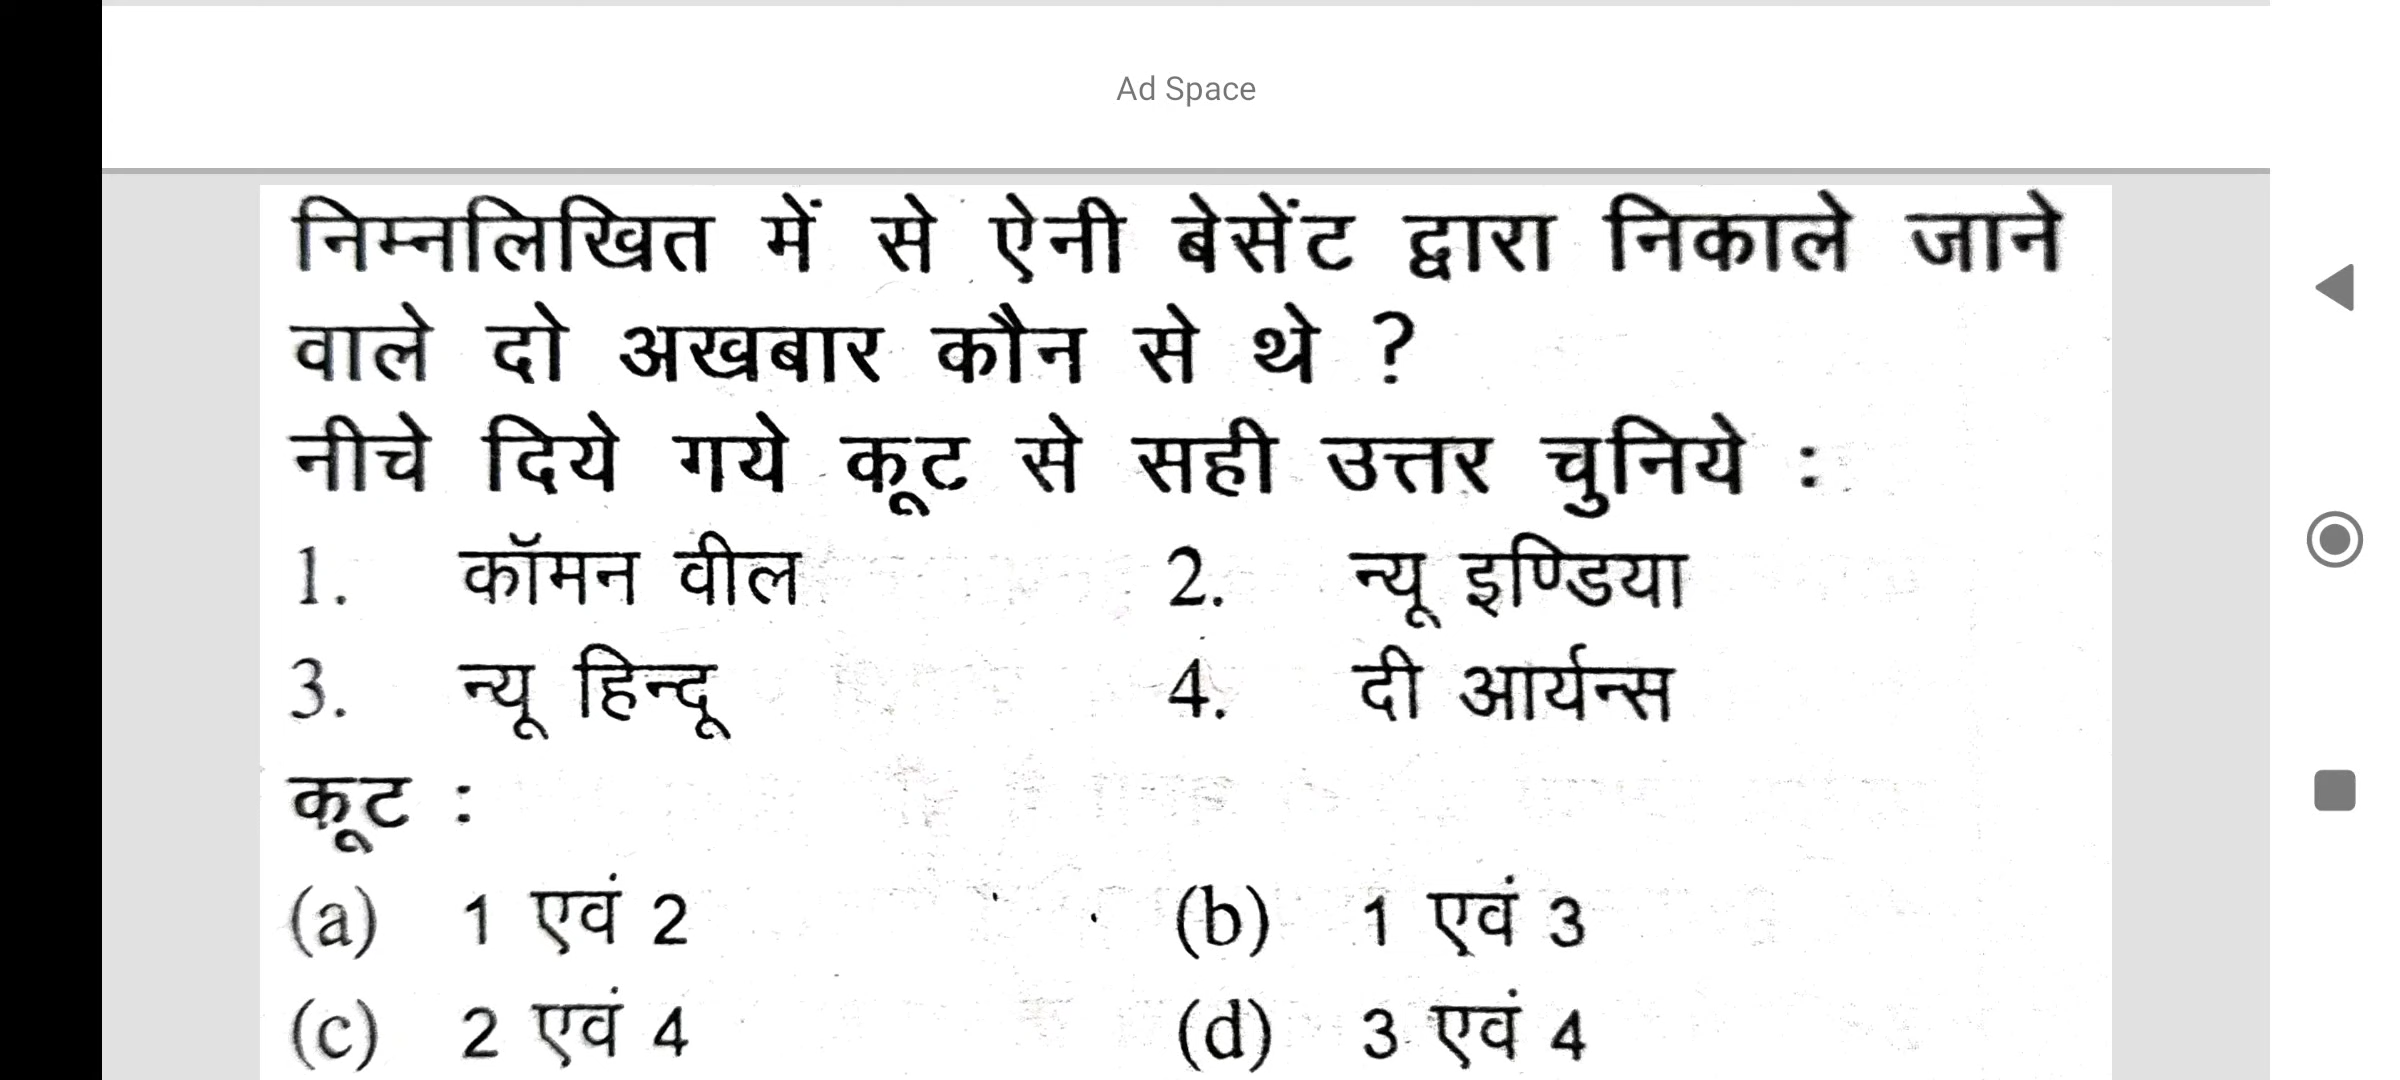 Ad Space
निम्नलिखित में से ऐनी बेसेंट द्वारा निकाले जाने
वाले दो अखबार कौन से थे ?
नीचे दिये गये कूट से सही उत्तर चुनिये :
1. कॉमन वील 2. न्यू इण्डिया
3. न्यू हिन्दू 4. दी आर्यन्स
कूट :
(a) 1 एवं 2 (b) 1 एवं 3
(c) 2 एवं 4 (d) 3 एवं 4